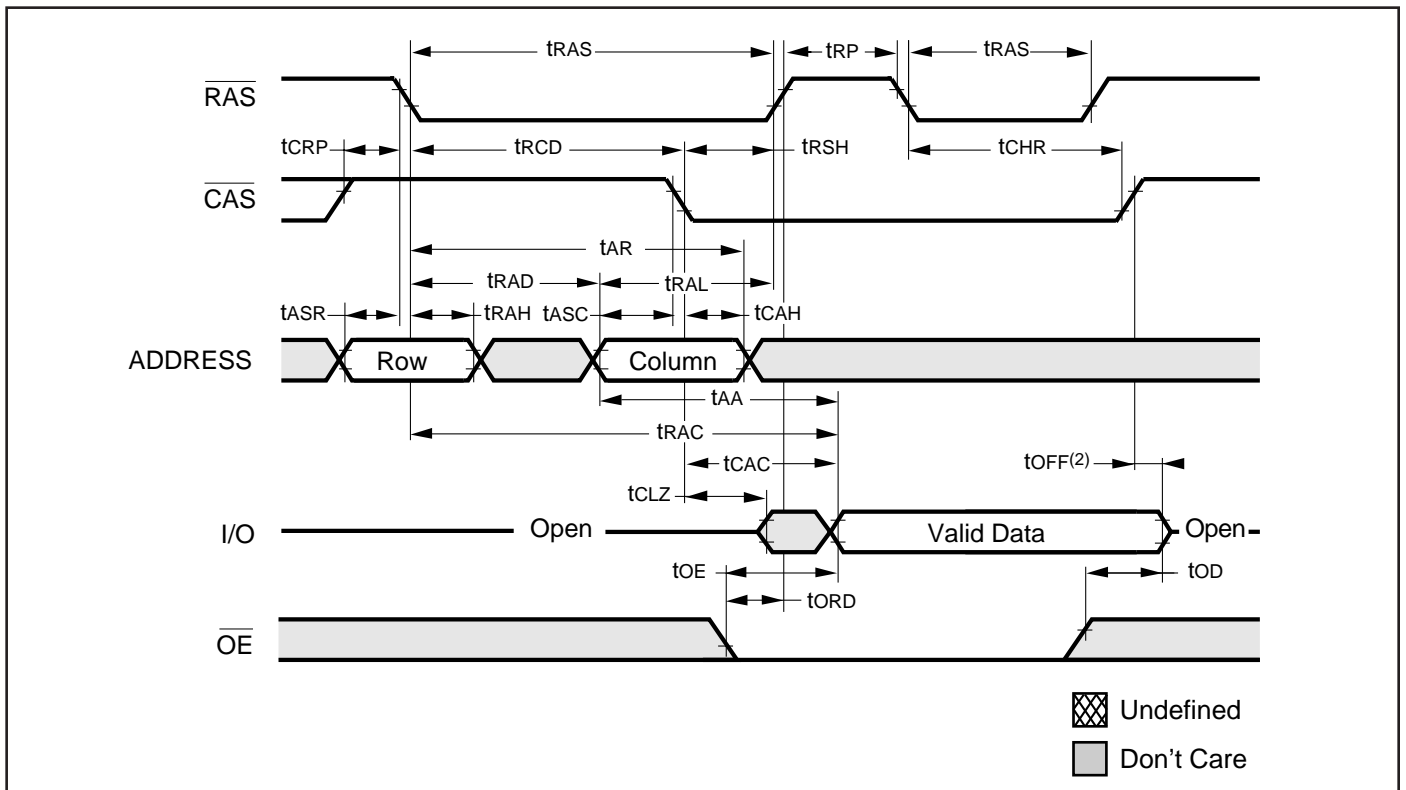 tRAS tRP tRAS
RAS
tCRP tRCD tRSH tCHR
CAS
tAR
tRAD tRAL
tASR tRAH tASC tCAH
ADDRESS Row Column
tAA
tRAC
tCAC tOFF(2)
tCLZ
I/O Open Valid Data Open
tOE tOD
tORD
OE
Undefined
Don't Care